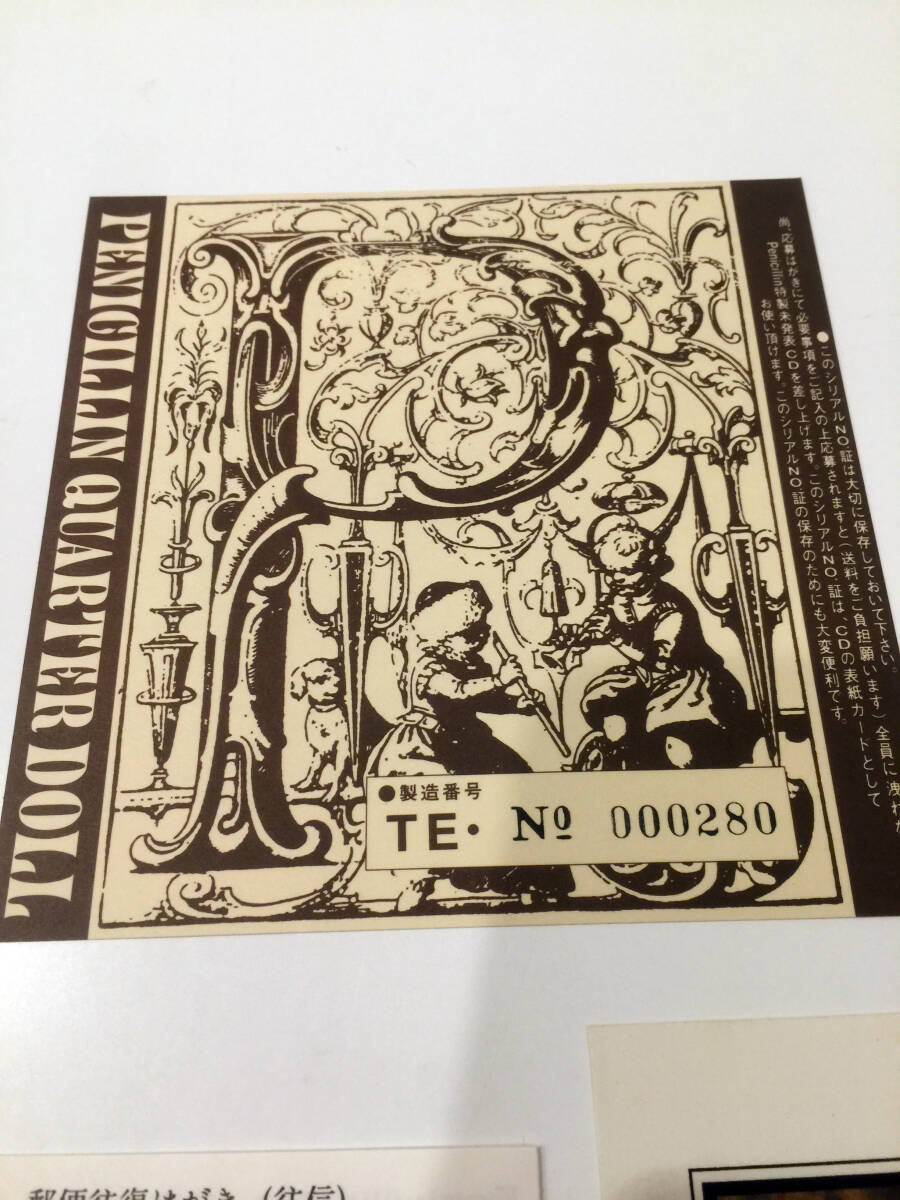 PENICILLIN QUARTER DOLL
●このシリアルNO.証は大切に保存しておいて下さい。
尚、応募はがきにて必要事項をご記入の上応募されますと(送料をご負担願います)全員に洩れ
Penicillin特製未発表CDを差し上げます。このシリアルNO.証は、CDの表紙カードとして
お使い頂けます。このシリアルNO.証の保存のためにも大変便利です。
●製造番号
TE・ № 000280
郵便往復はがき (往信)